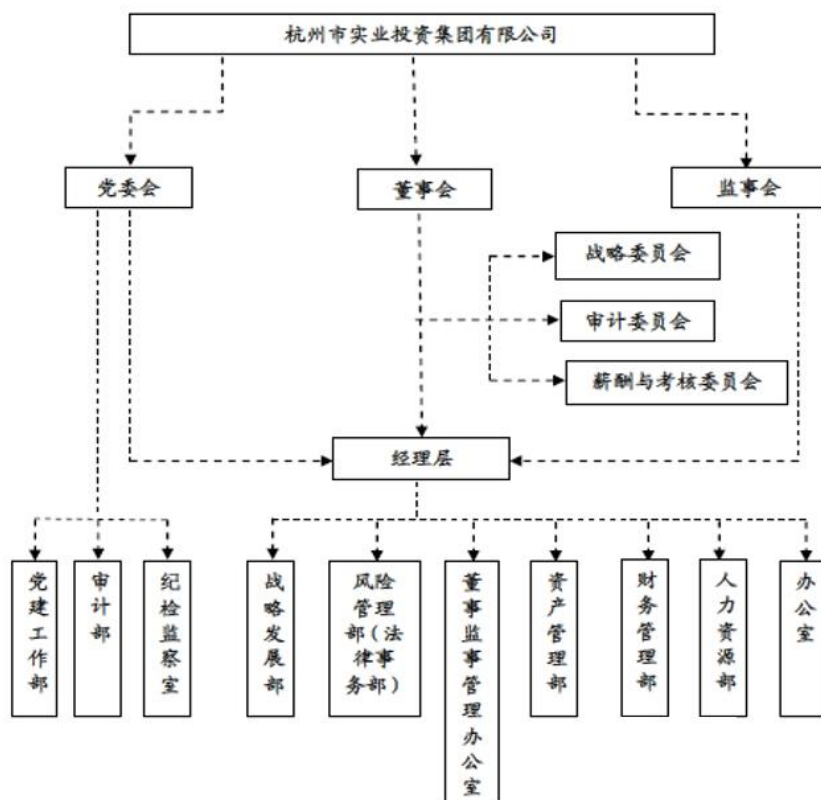 杭州市实业投资集团有限公司
党委会
董事会
监事会
战略委员会
审计委员会
薪酬与考核委员会
经理层
党建工作部
审计部
纪检监察室
战略发展部
风险
管理
部(法
律事
务部)
董事监事管理办公室
资产管理部
财务管理部
人力资源部
办公室